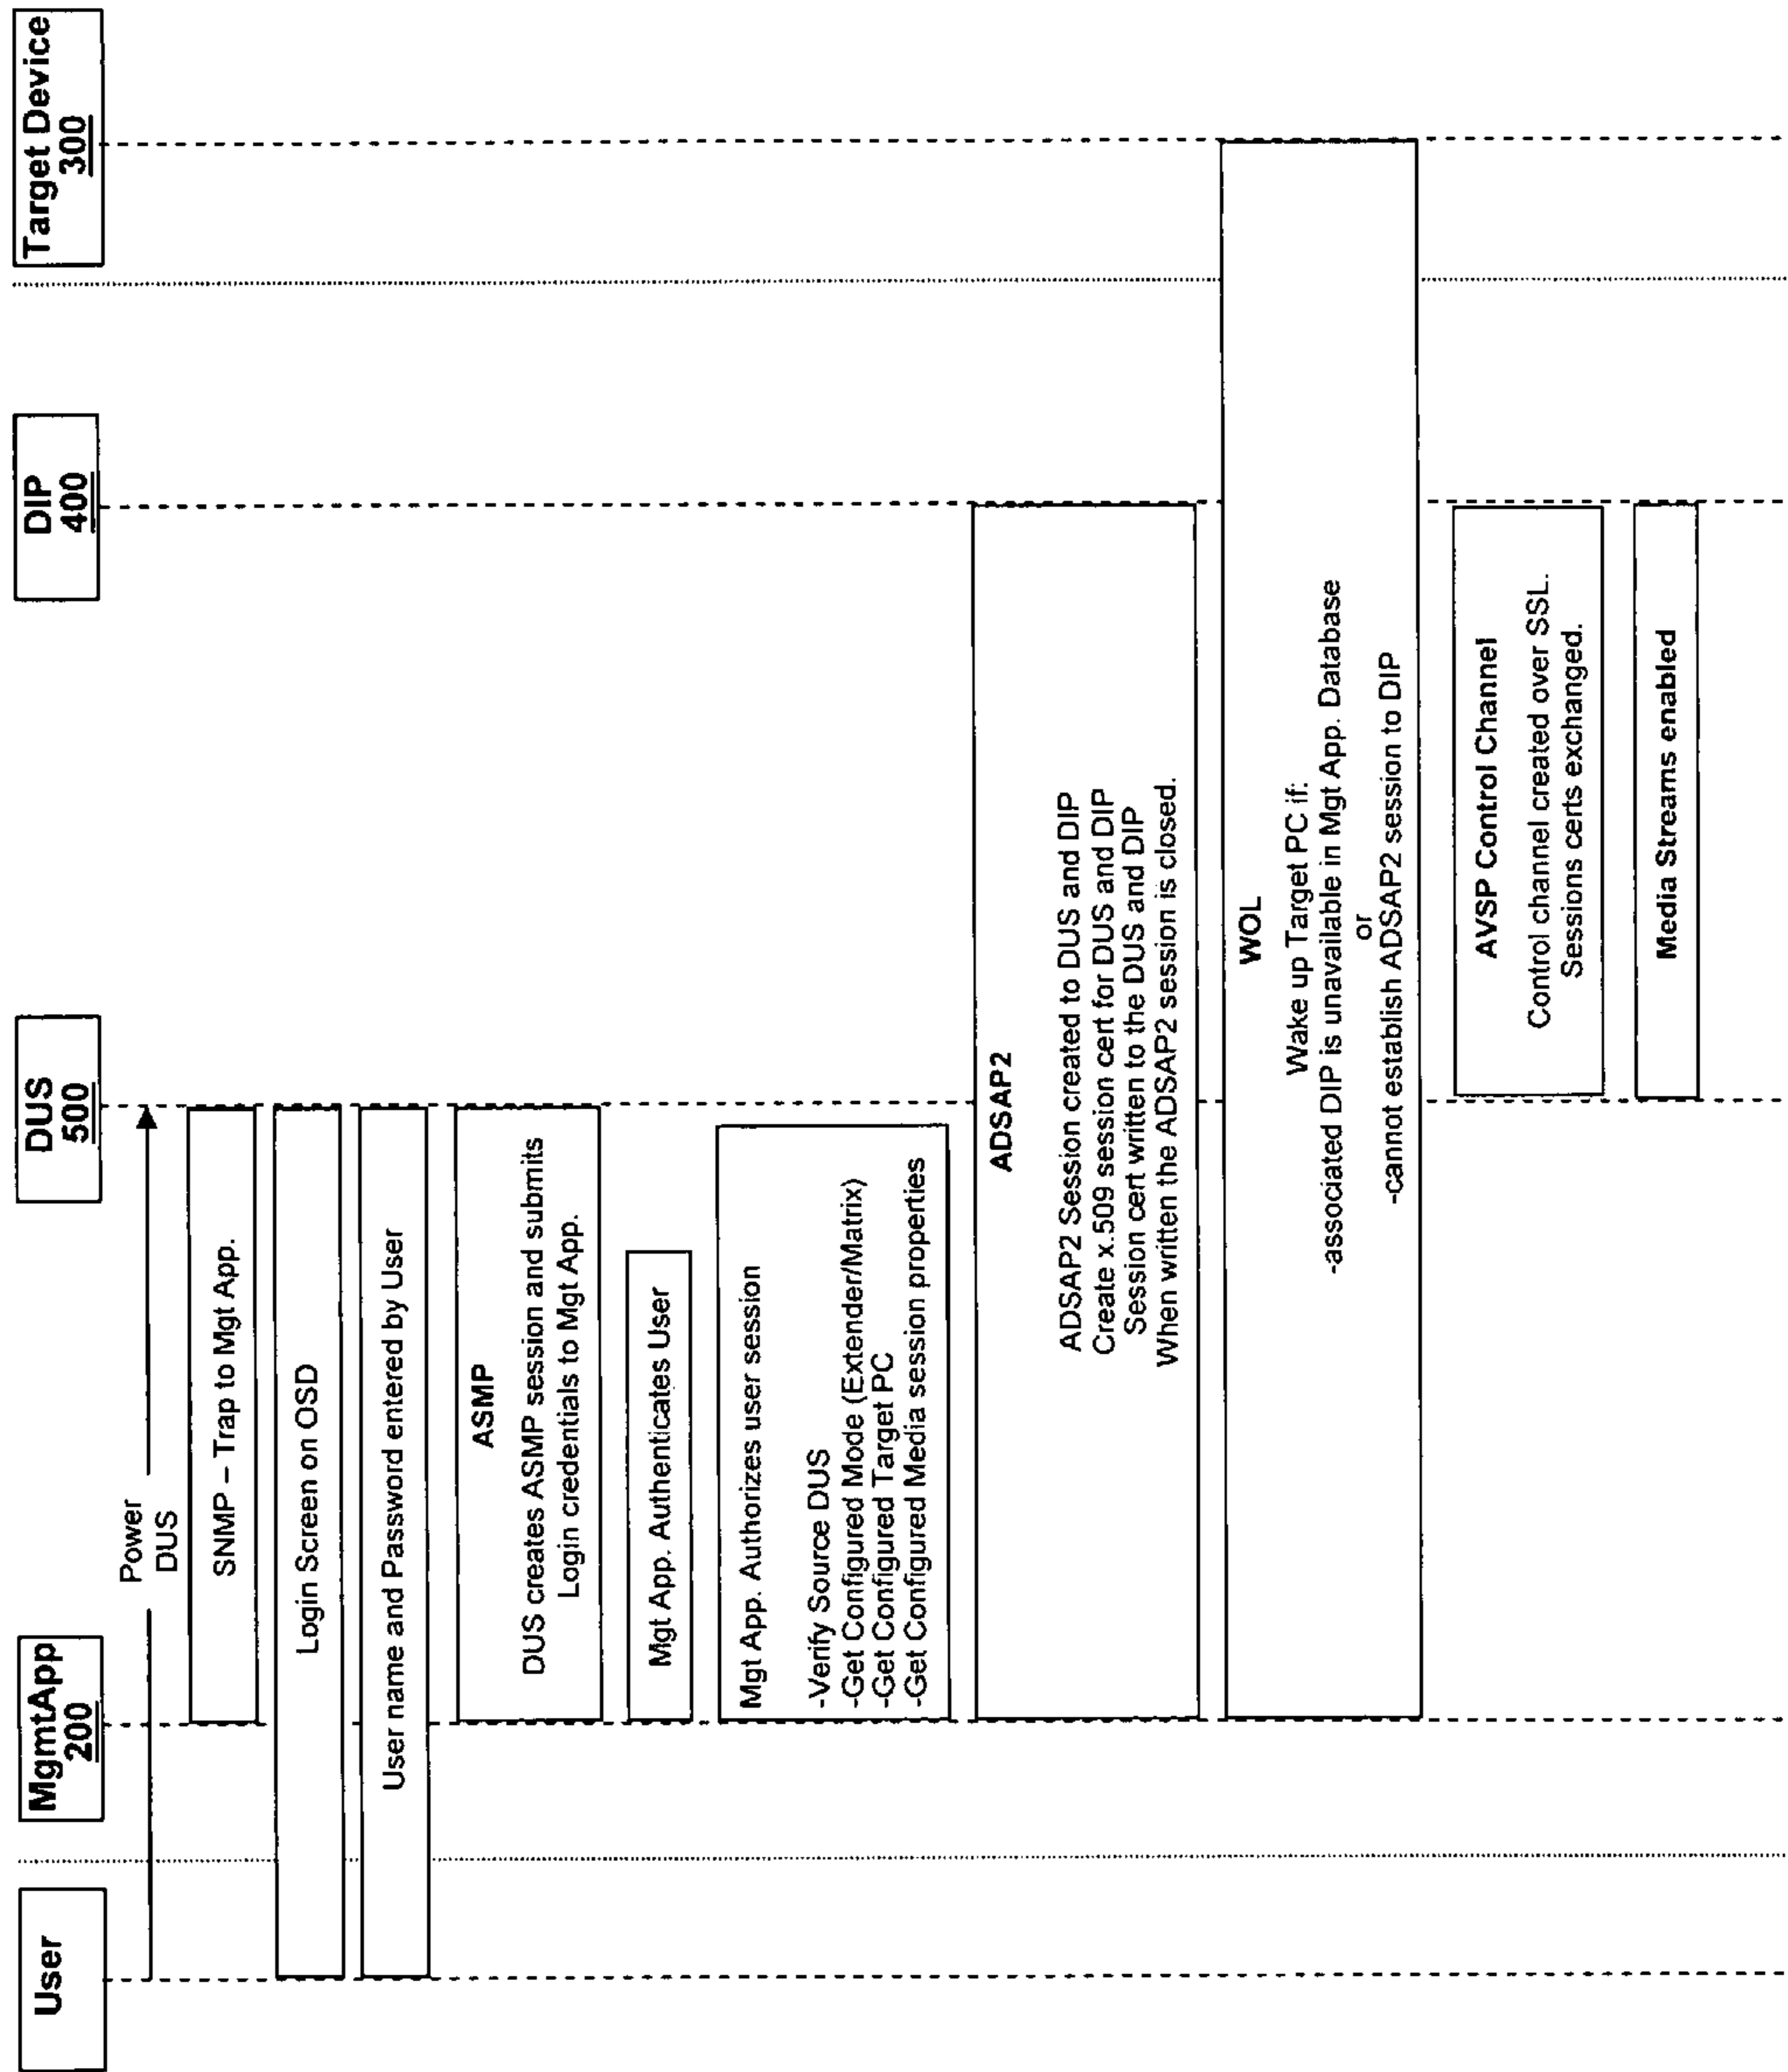 User
MgmtApp
200
DUS
500
DIP
400
Target Device
300
Power
DUS
SNMP – Trap to Mgt App.
Login Screen on OSD
User name and Password entered by User
ASMP
DUS creates ASMP session and submits
Login credentials to Mgt App.
Mgt App. Authenticates User
Mgt App. Authorizes user session
-Verify Source DUS
-Get Configured Mode (Extender/Matrix)
-Get Configured Target PC
-Get Configured Media session properties
ADSAP2
ADSAP2 Session created to DUS and DIP
Create x.509 session cert for DUS and DIP
Session cert written to the DUS and DIP
When written the ADSAP2 session is closed.
WOL
Wake up Target PC if:
-associated DIP is unavailable in Mgt App. Database
or
-cannot establish ADSAP2 session to DIP
AVSP Control Channel
Control channel created over SSL.
Sessions certs exchanged.
Media Streams enabled